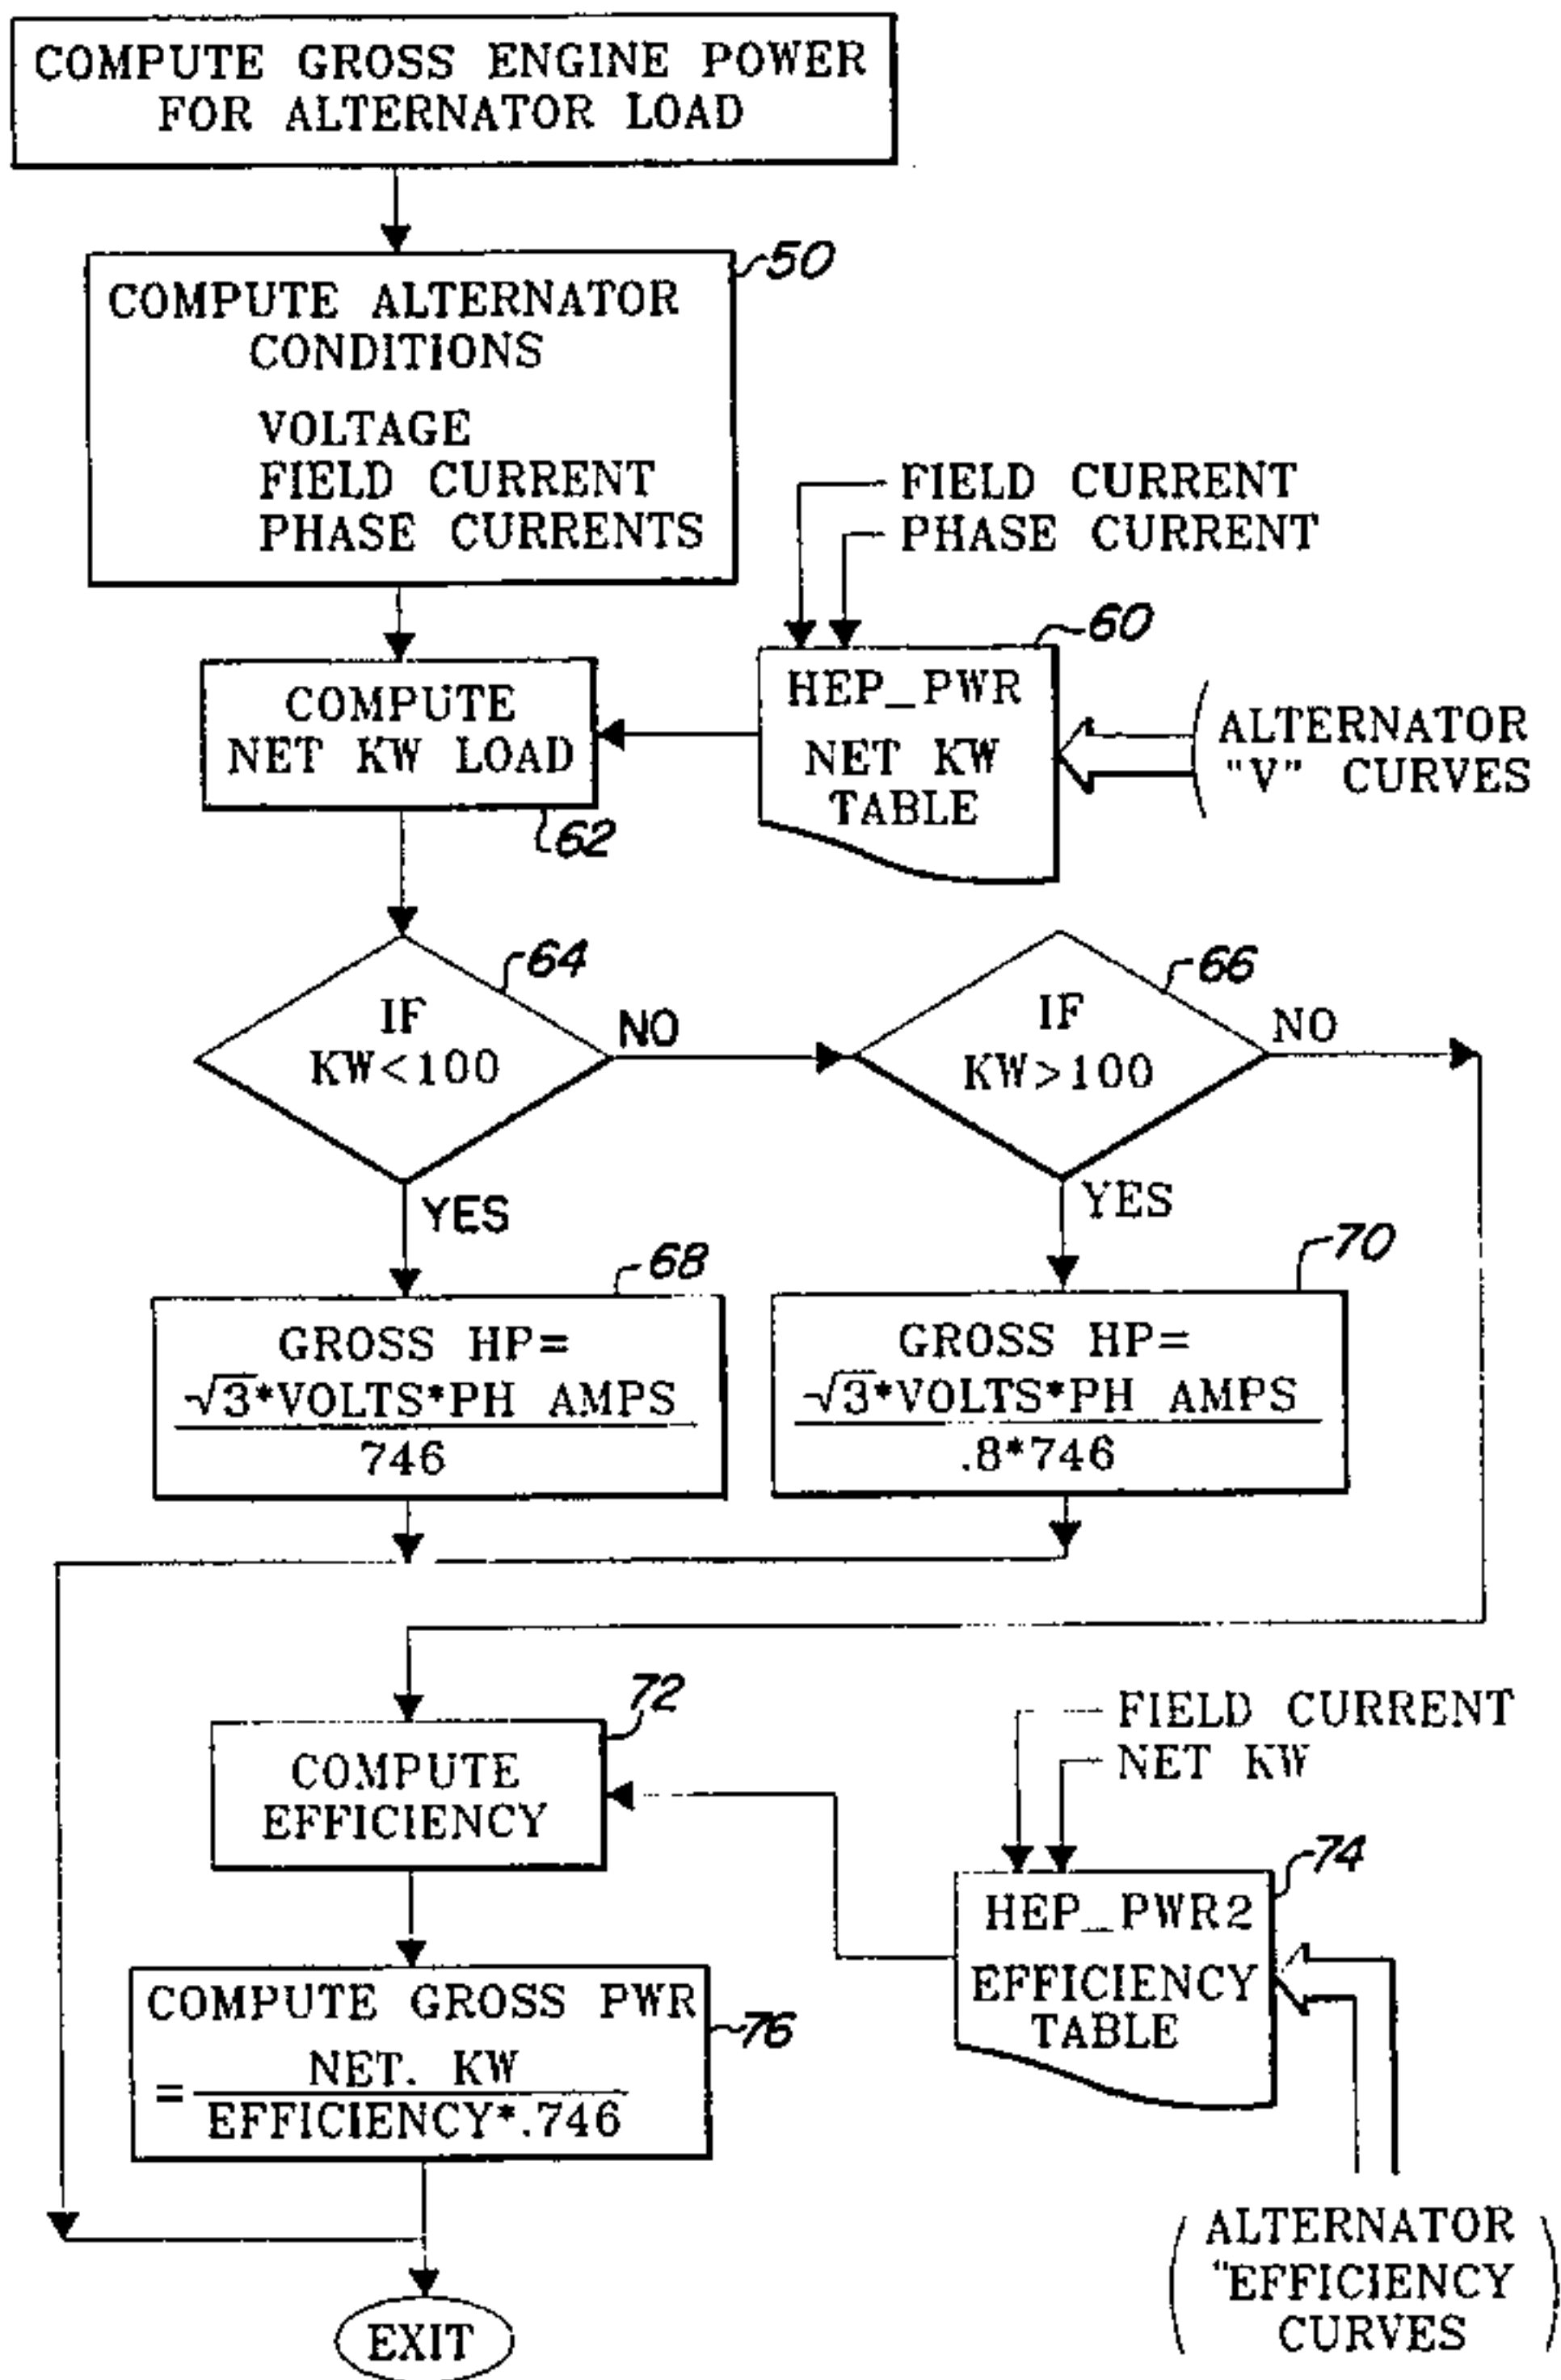 COMPUTE GROSS ENGINE POWER
FOR ALTERNATOR LOAD
50
COMPUTE ALTERNATOR
CONDITIONS
VOLTAGE
FIELD CURRENT
PHASE CURRENTS
FIELD CURRENT
PHASE CURRENT
60
HEP_PWR
NET KW
TABLE
ALTERNATOR
"V" CURVES
COMPUTE
NET KW LOAD
62
64
IF
KW<100
NO
YES
66
IF
KW>100
NO
YES
68
GROSS HP=
√3*VOLTS*PH AMPS
746
70
GROSS HP=
√3*VOLTS*PH AMPS
.8*746
72
COMPUTE
EFFICIENCY
FIELD CURRENT
NET KW
74
HEP_PWR2
EFFICIENCY
TABLE
COMPUTE GROSS PWR
= NET. KW
EFFICIENCY*.746
76
ALTERNATOR
"EFFICIENCY
CURVES
EXIT